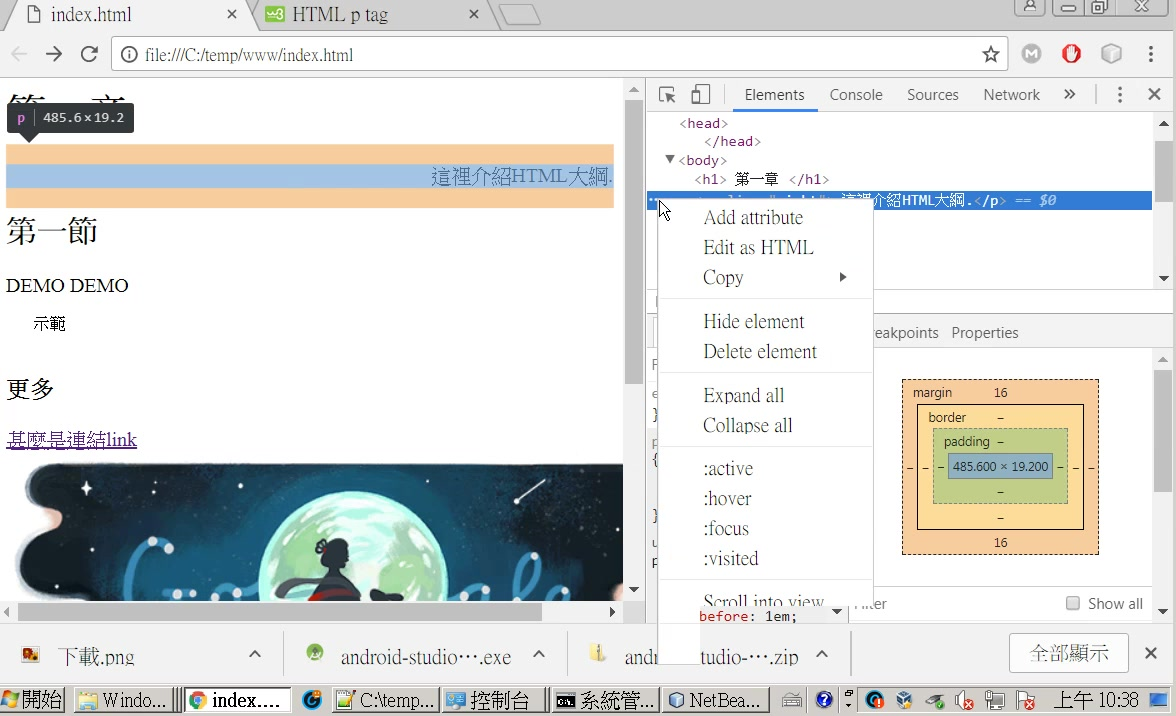 index.html
HTML p tag
file:///C:/temp/www/index.html
p 485.6×19.2
這裡介紹HTML大綱.
第一節
DEMO DEMO
示範
更多
甚麼是連結link
Elements Console Sources Network
<head>
</head>
<body>
<h1> 第一章 </h1>
這裡介紹HTML大綱.</p> == $0
Add attribute
Edit as HTML
Copy
Hide element
Delete element
Expand all
Collapse all
:active
:hover
:focus
:visited
Scroll into view
before: 1em;
eakpoints Properties
margin 16
border –
padding –
– – – 485.600 × 19.200 – – –
–
–
16
Show all
下載.png
android-studio⋯.exe
tudio-⋯.zip
全部顯示
開始
Windo...
index....
C:\temp...
控制台
系統管...
NetBea...
上午 10:38